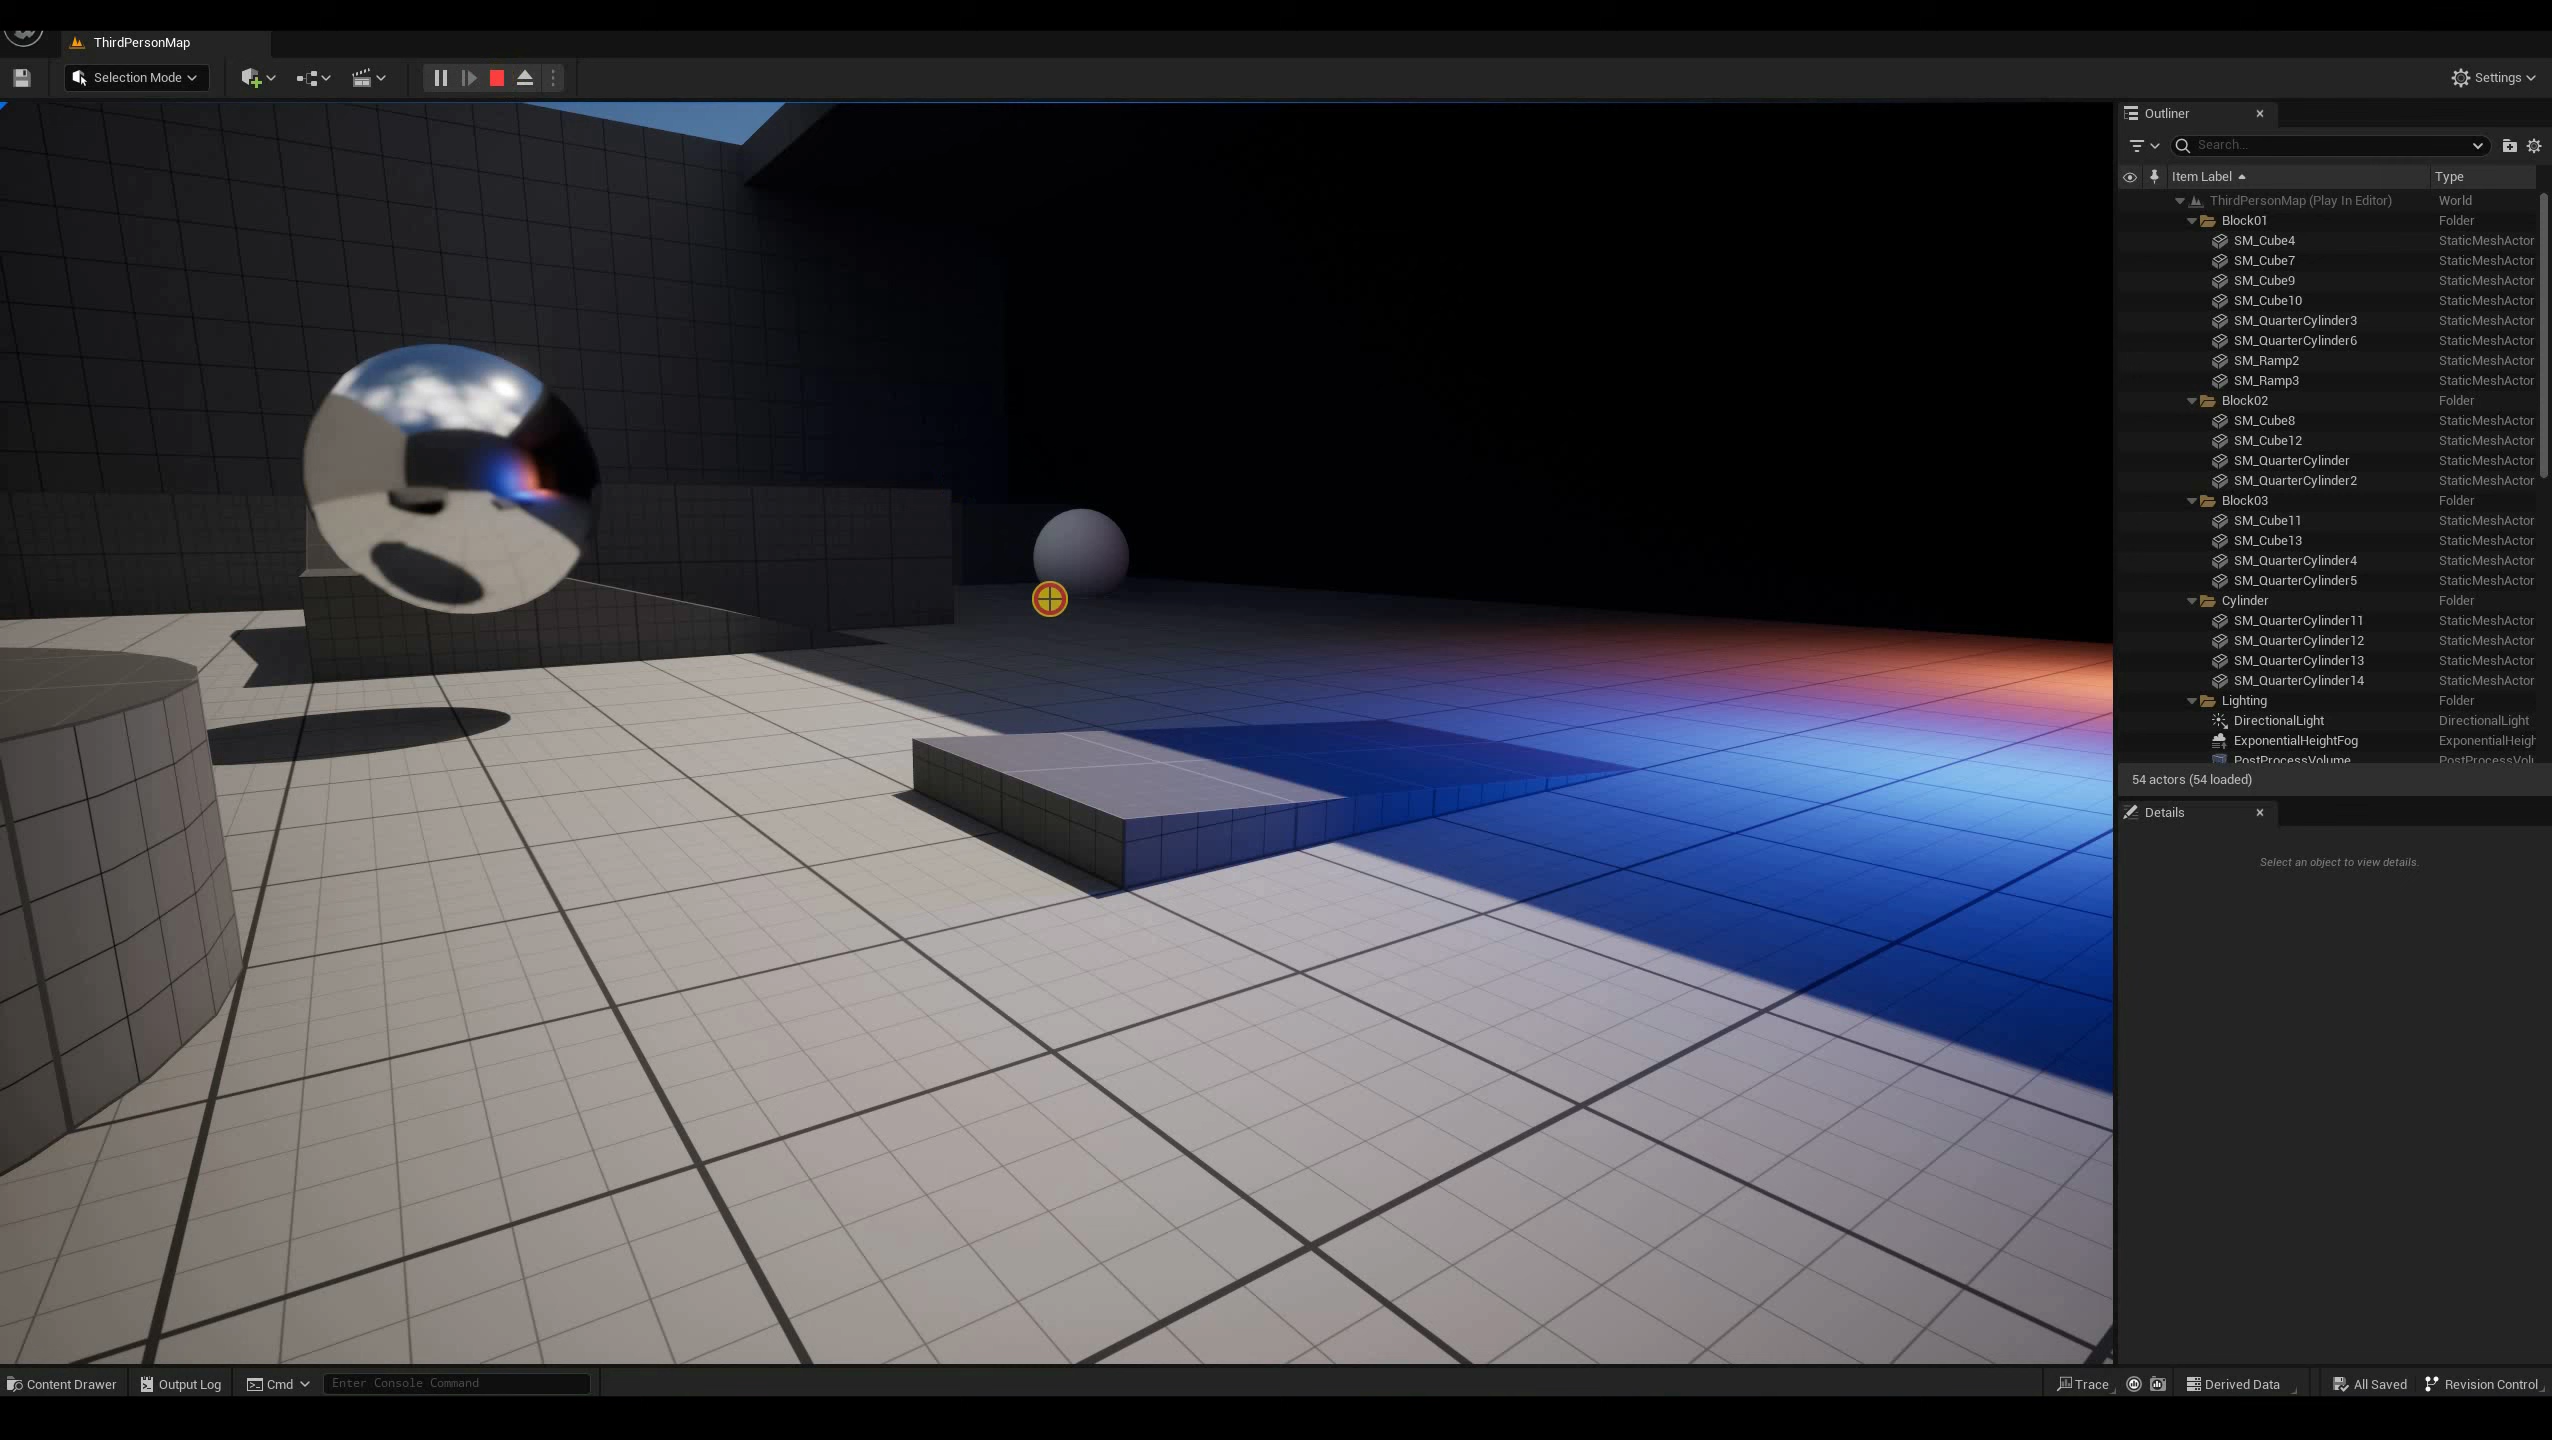 ThirdPersonMap
Selection Mode
Settings
Outliner
Search...
Item Label Type
ThirdPersonMap (Play In Editor) World
Block01 Folder
SM_Cube4 StaticMeshActor
SM_Cube7 StaticMeshActor
SM_Cube9 StaticMeshActor
SM_Cube10 StaticMeshActor
SM_QuarterCylinder3 StaticMeshActor
SM_QuarterCylinder6 StaticMeshActor
SM_Ramp2 StaticMeshActor
SM_Ramp3 StaticMeshActor
Block02 Folder
SM_Cube8 StaticMeshActor
SM_Cube12 StaticMeshActor
SM_QuarterCylinder StaticMeshActor
SM_QuarterCylinder2 StaticMeshActor
Block03 Folder
SM_Cube11 StaticMeshActor
SM_Cube13 StaticMeshActor
SM_QuarterCylinder4 StaticMeshActor
SM_QuarterCylinder5 StaticMeshActor
Cylinder Folder
SM_QuarterCylinder11 StaticMeshActor
SM_QuarterCylinder12 StaticMeshActor
SM_QuarterCylinder13 StaticMeshActor
SM_QuarterCylinder14 StaticMeshActor
Lighting Folder
DirectionalLight DirectionalLight
ExponentialHeightFog ExponentialHeigh
PostProcessVolume PostProcessVolu
54 actors (54 loaded)
Details
Select an object to view details.
Content Drawer Output Log Cmd Enter Console Command Trace Derived Data All Saved Revision Control